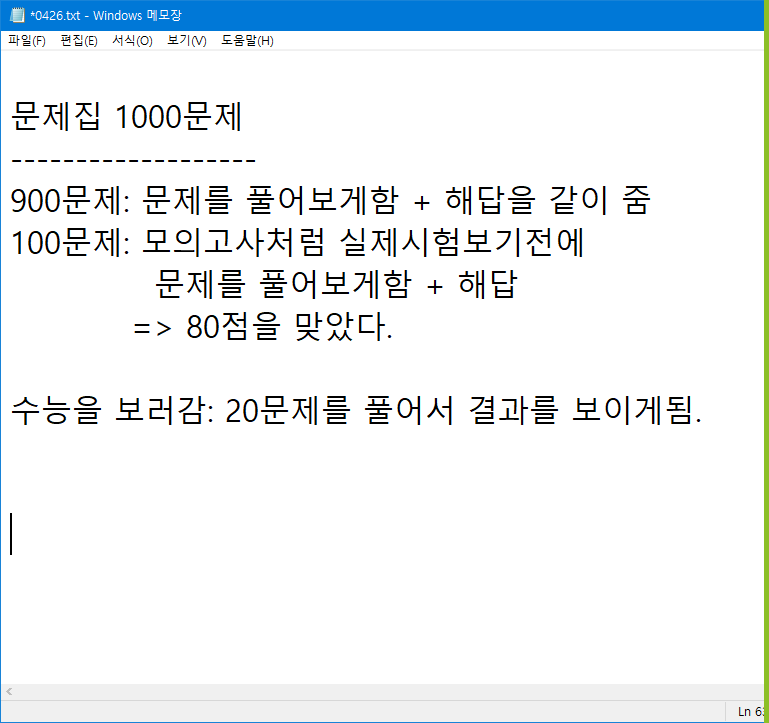 *0426.txt - Windows 메모장
파일(F) 편집(E) 서식(O) 보기(V) 도움말(H)
문제집 1000문제
-------------------
900문제: 문제를 풀어보게함 + 해답을 같이 줌
100문제: 모의고사처럼 실제시험보기전에
문제를 풀어보게함 + 해답
=> 80점을 맞았다.
수능을 보러감: 20문제를 풀어서 결과를 보이게됨.
Ln